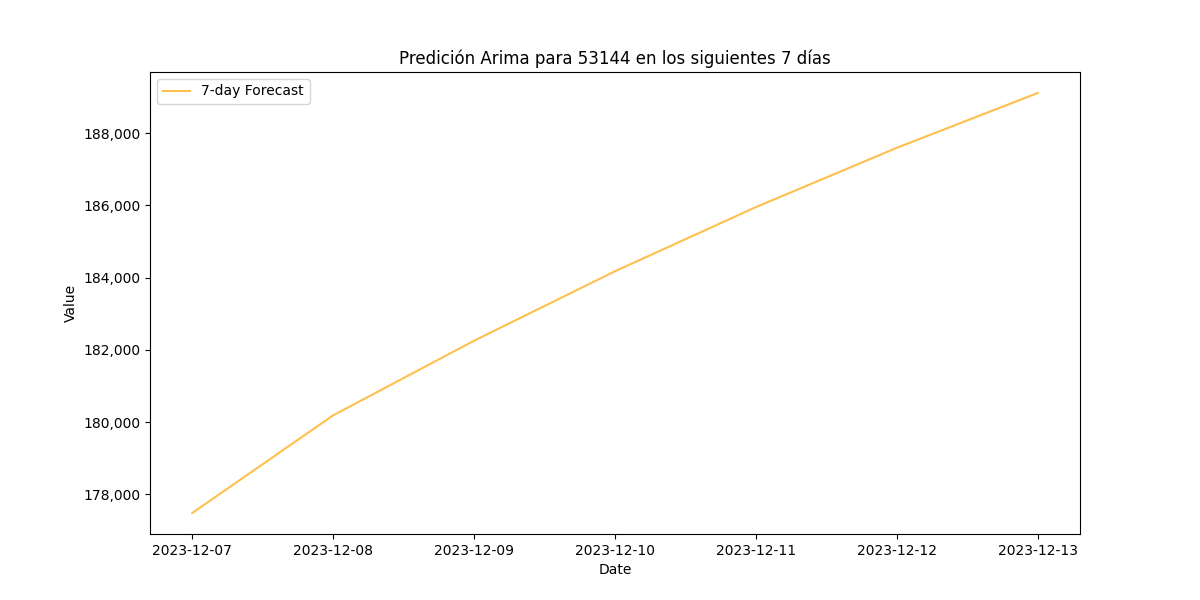 Predición Arima para 53144 en los siguientes 7 días
7-day Forecast
188,000
186,000
184,000
182,000
180,000
178,000
Value
2023-12-07 2023-12-08 2023-12-09 2023-12-10 2023-12-11 2023-12-12 2023-12-13
Date